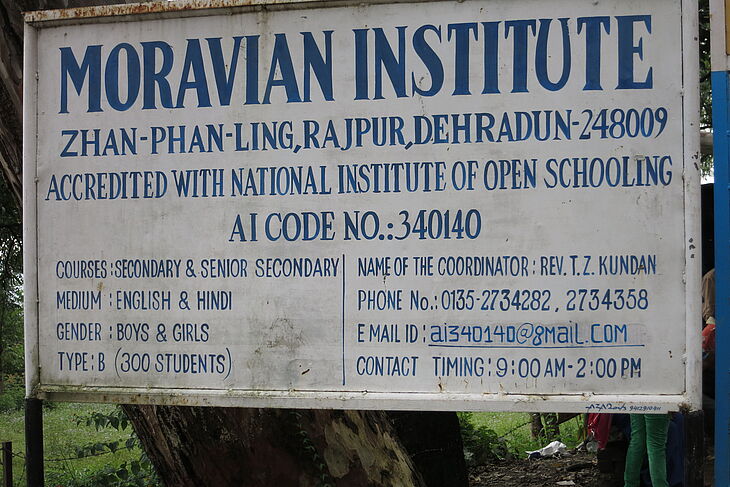 MORAVIAN INSTITUTE
ZHAN-PHAN-LING,RAJPUR,DEHRADUN-248009
ACCREDITED WITH NATIONAL INSTITUTE OF OPEN SCHOOLING
AI CODE NO.:340140
COURSES:SECONDARY & SENIOR SECONDARY
MEDIUM : ENGLISH & HINDI
GENDER : BOYS & GIRLS
TYPE:B (300 STUDENTS)
NAME OF THE COORDINATOR : REV. T. Z. KUNDAN
PHONE No.: 0135-2734282, 2734358
E MAIL ID : ai340140@gmail.com
CONTACT TIMING : 9:00 AM-2:00 PM